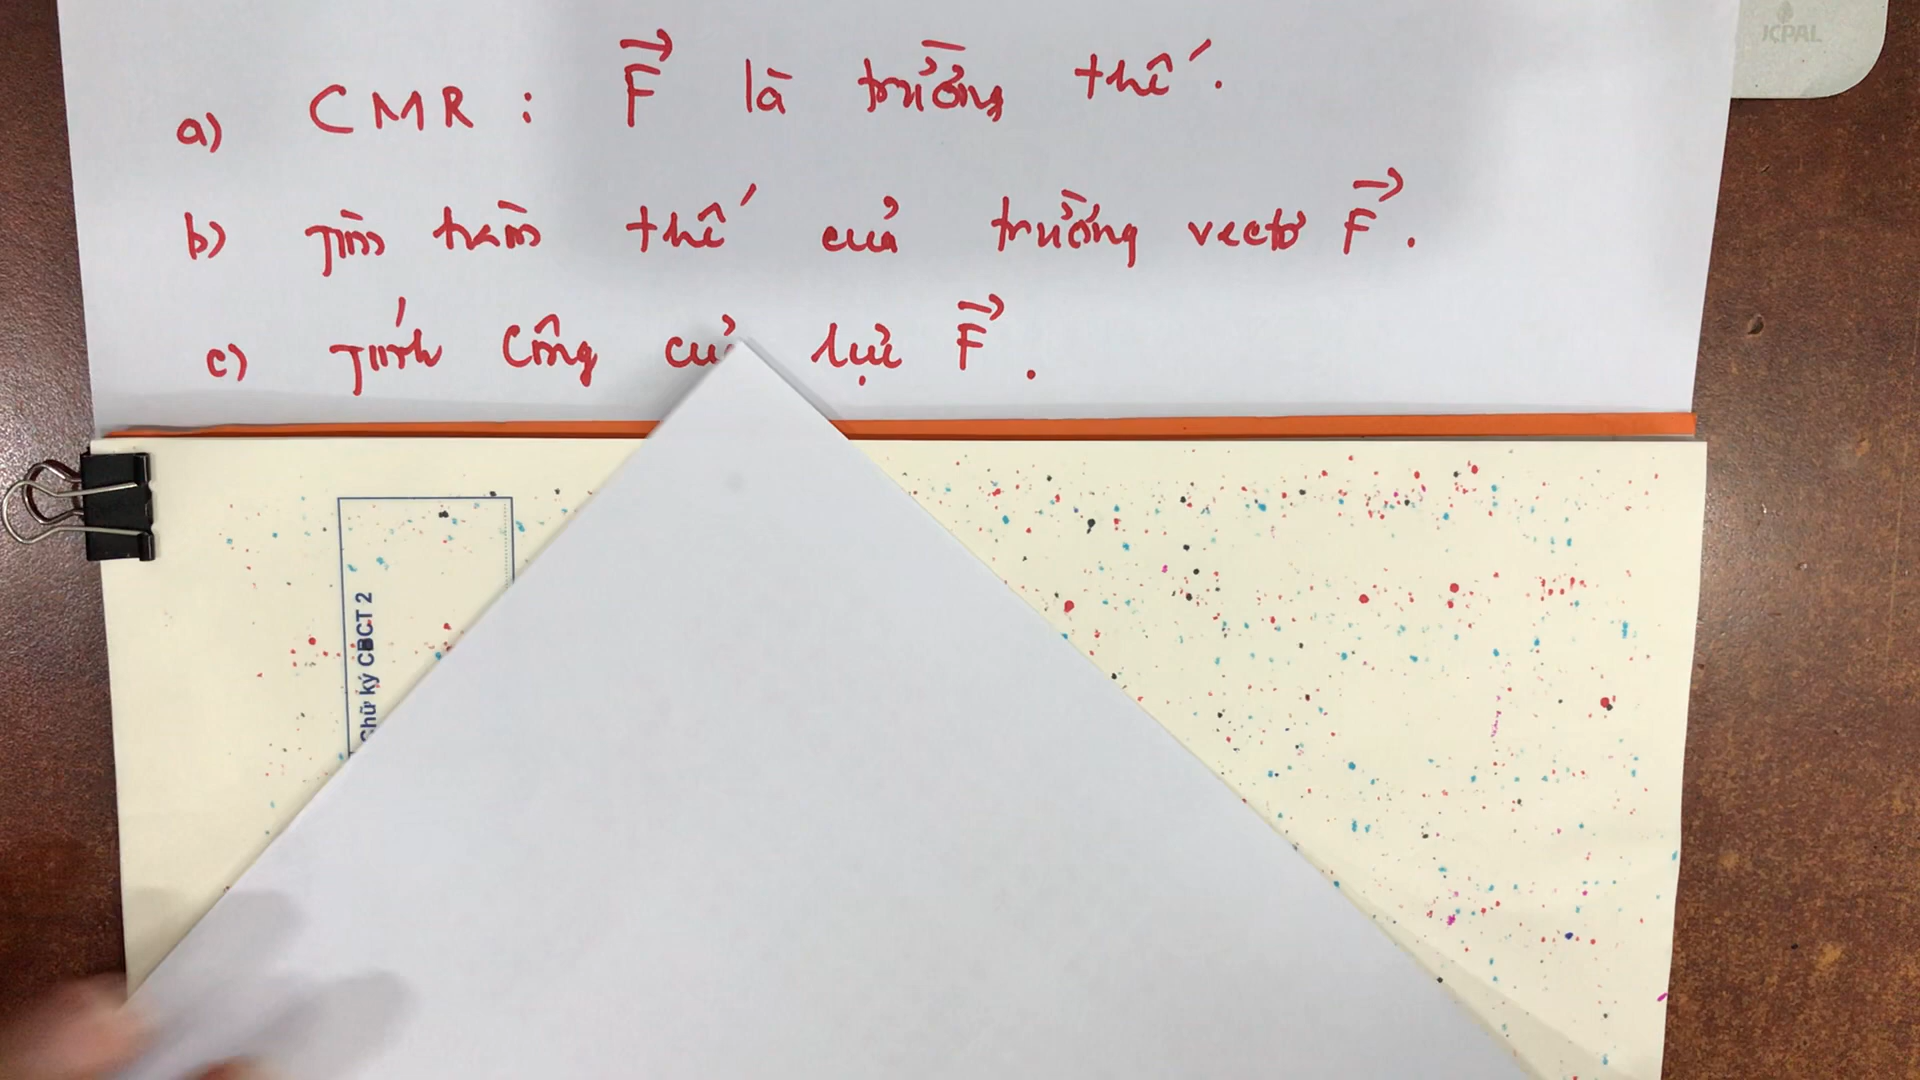 JCPAL
a) CMR : F là trường thế.
b) Tìm hàm thế của trường vectơ F.
c) Tính công của lực F.
Chữ ký CBCT 2